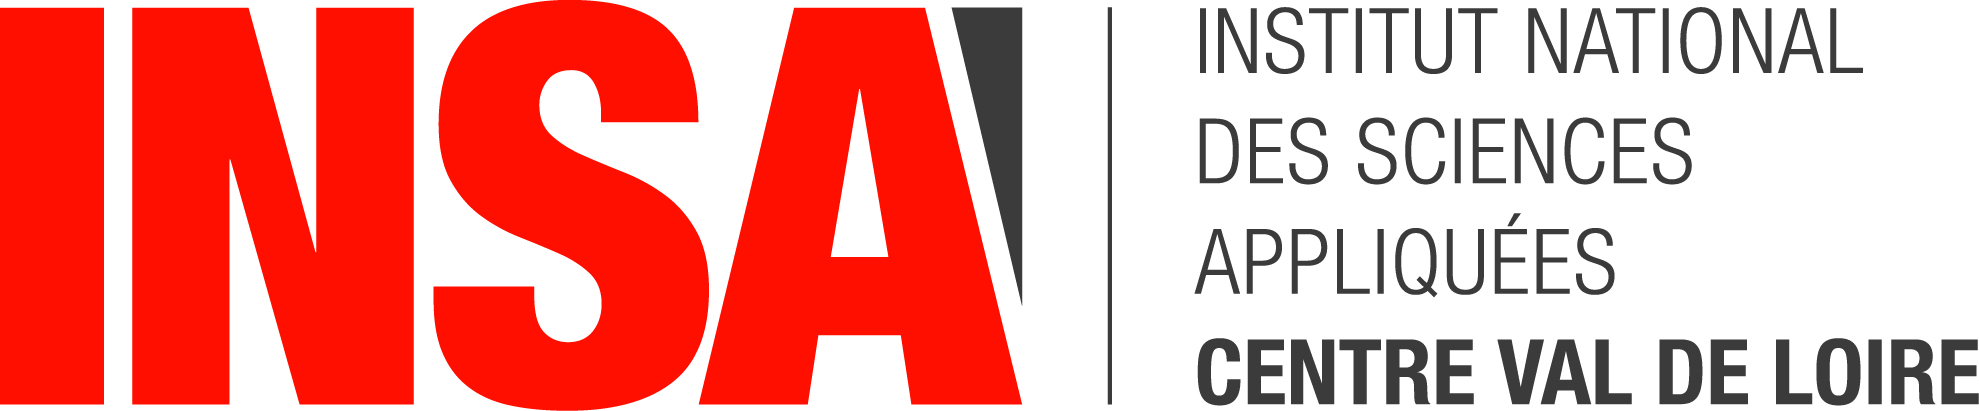 INSA
INSTITUT NATIONAL
DES SCIENCES
APPLIQUÉES
CENTRE VAL DE LOIRE